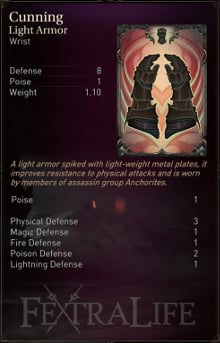 Cunning
Light Armor
Wrist
Defense 8
Poise 1
Weight 1.10
A light armor spiked with light-weight metal plates, it
improves resistance to physical attacks and is worn
by members of assassin group Anchorites.
Poise 1
Physical Defense 3
Magic Defense 1
Fire Defense 1
Poison Defense 2
Lightning Defense 1
FEXTRALIFE